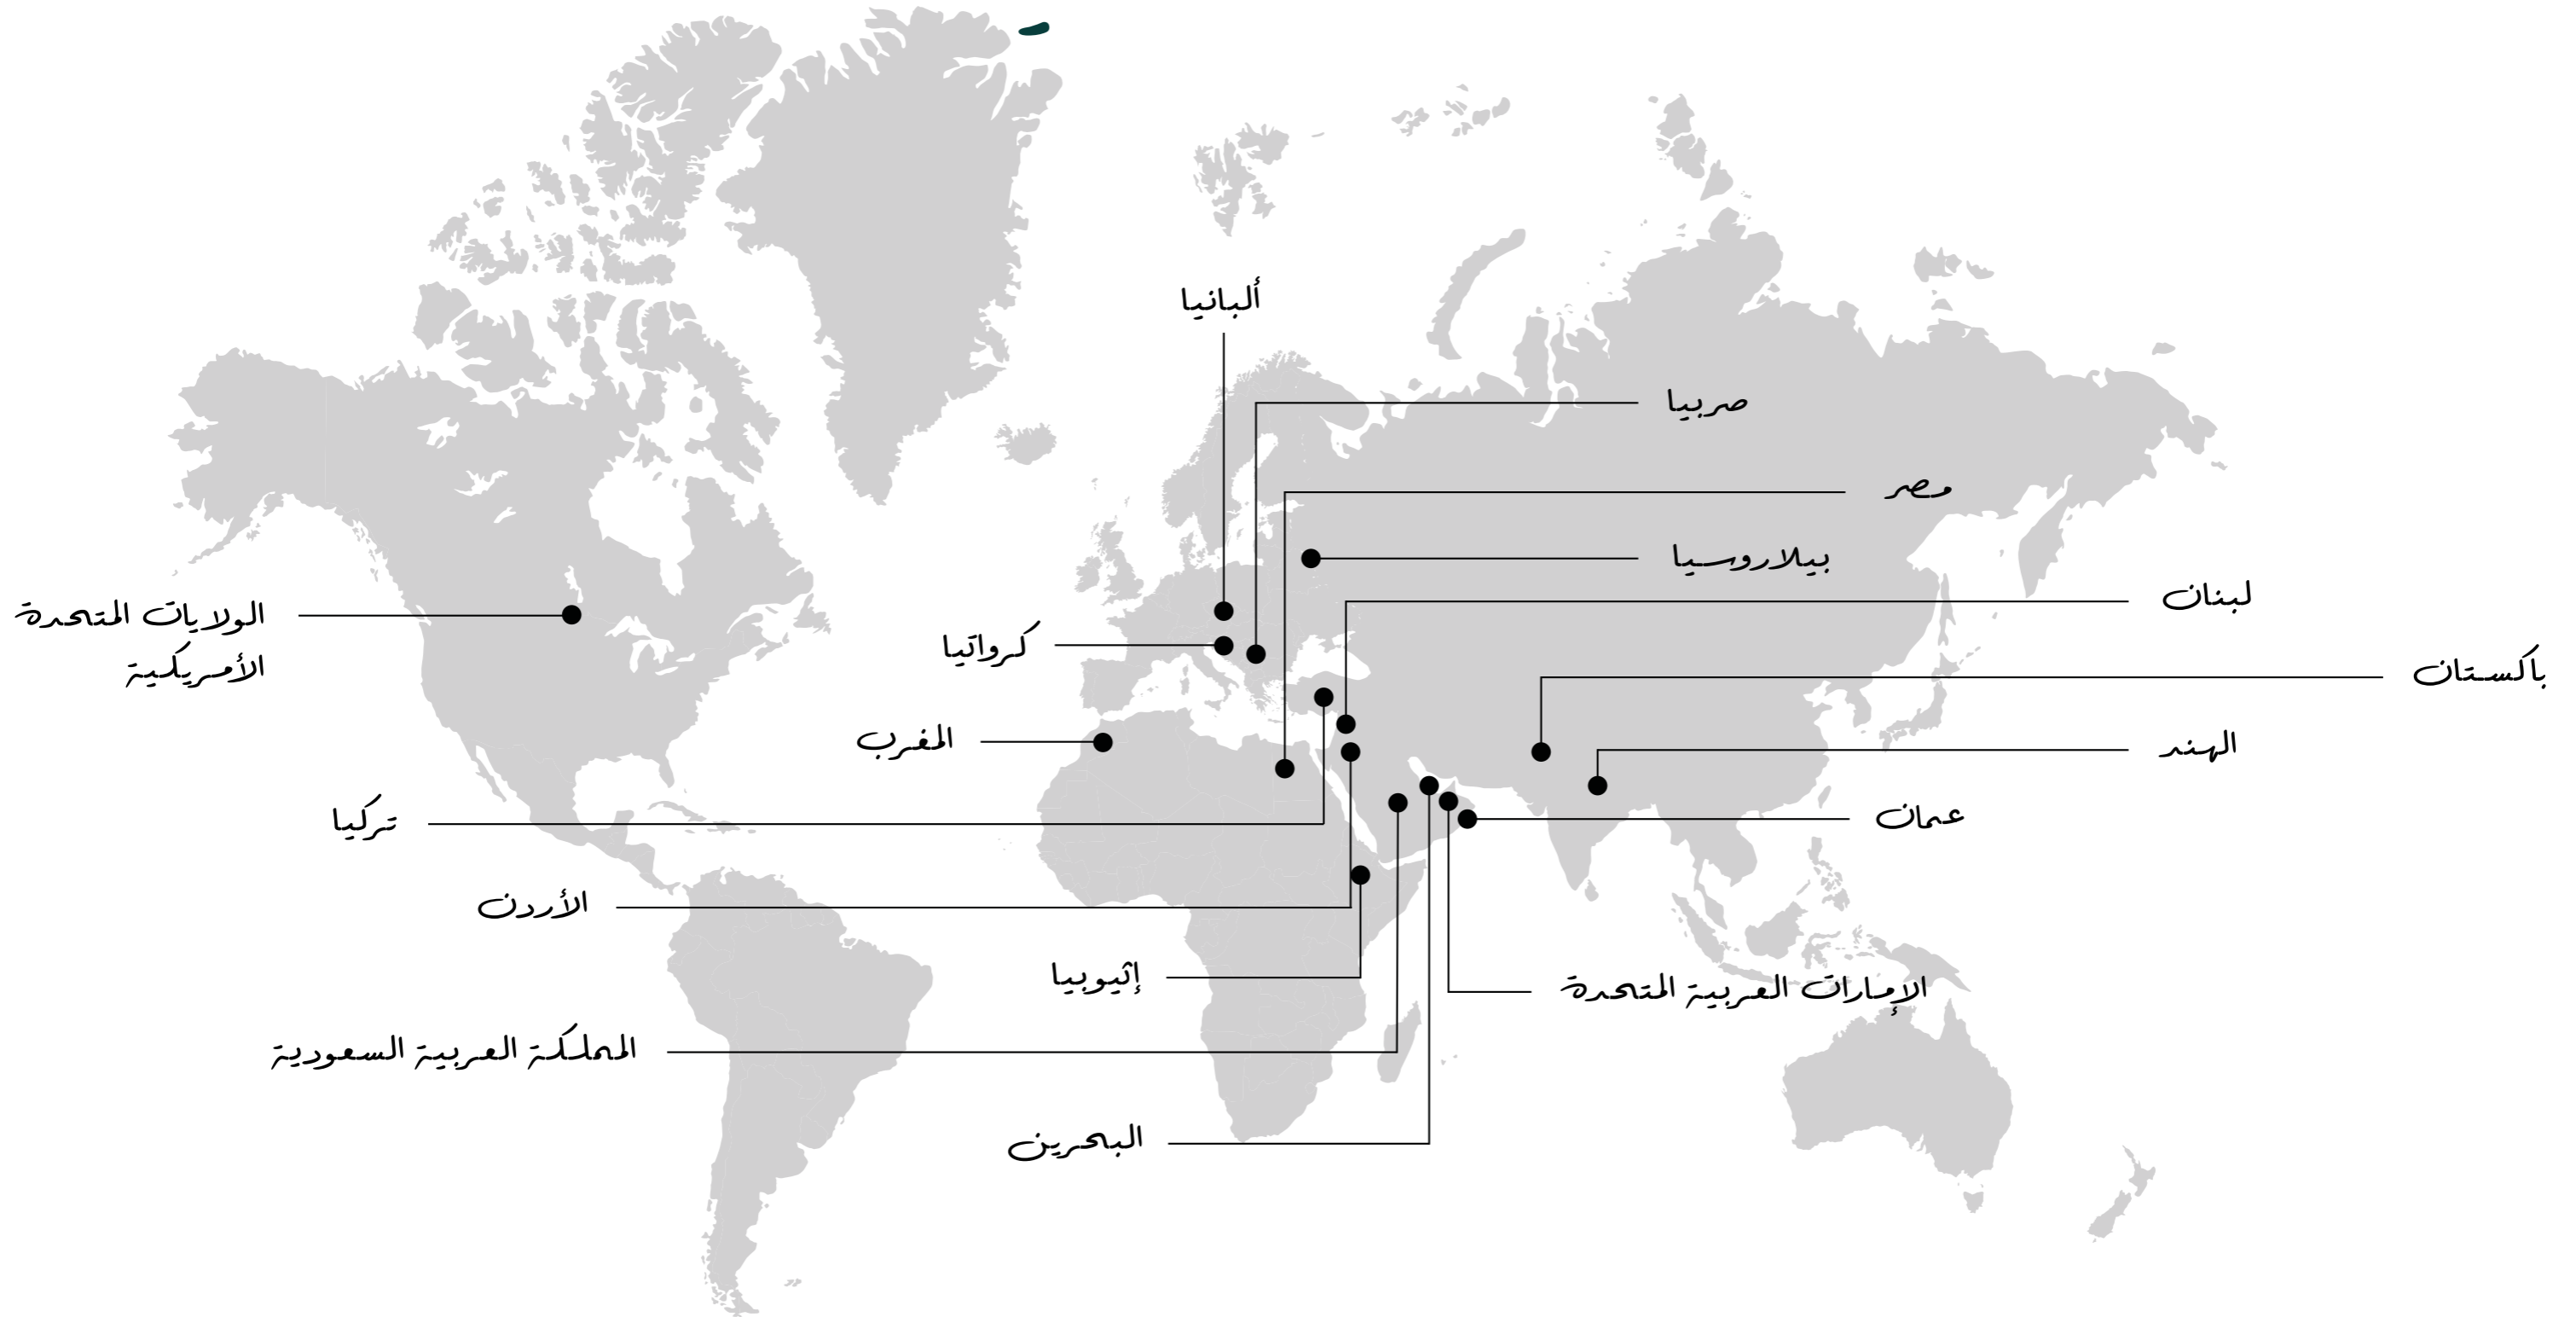 ألبانيا
صربيا
مصر
بيلاروسيا
لبنان
الولايات المتحدة
الأمريكية
كرواتيا
باكستان
المغرب
الهند
تركيا
عمان
الأردن
إثيوبيا
الإمارات العربية المتحدة
المملكة العربية السعودية
البحرين